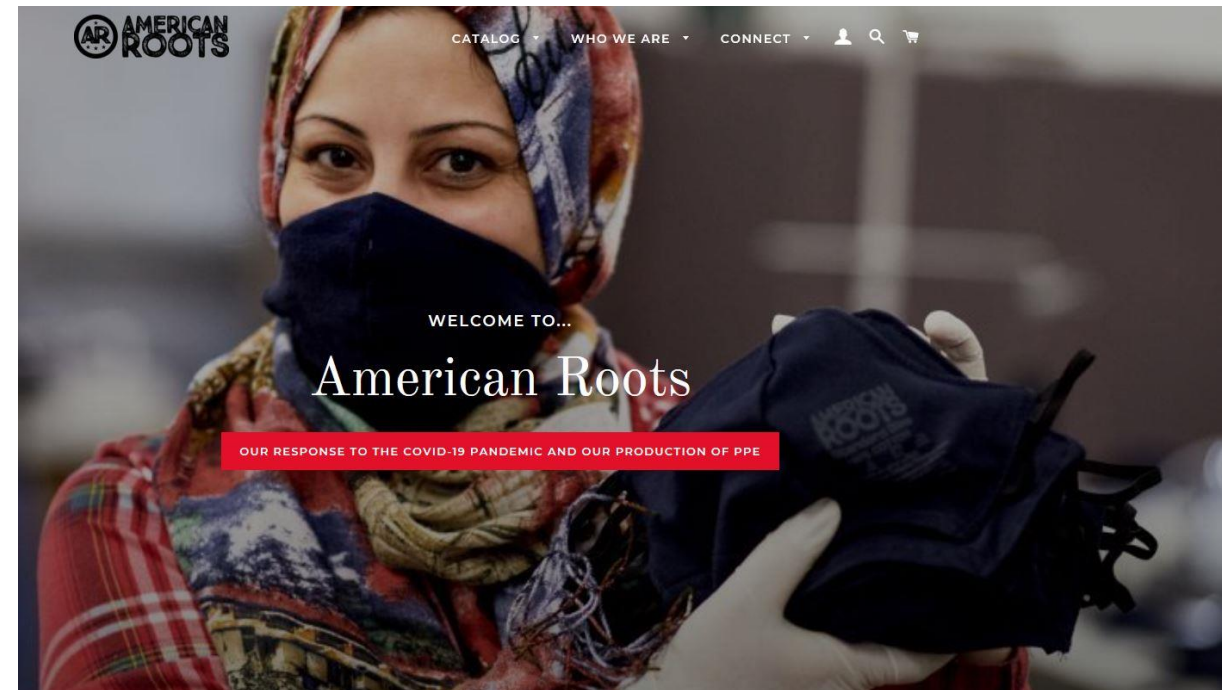 AR AMERICAN
ROOTS
CATALOG WHO WE ARE CONNECT
WELCOME TO...
American Roots
OUR RESPONSE TO THE COVID-19 PANDEMIC AND OUR PRODUCTION OF PPE
AMERICAN
ROOTS